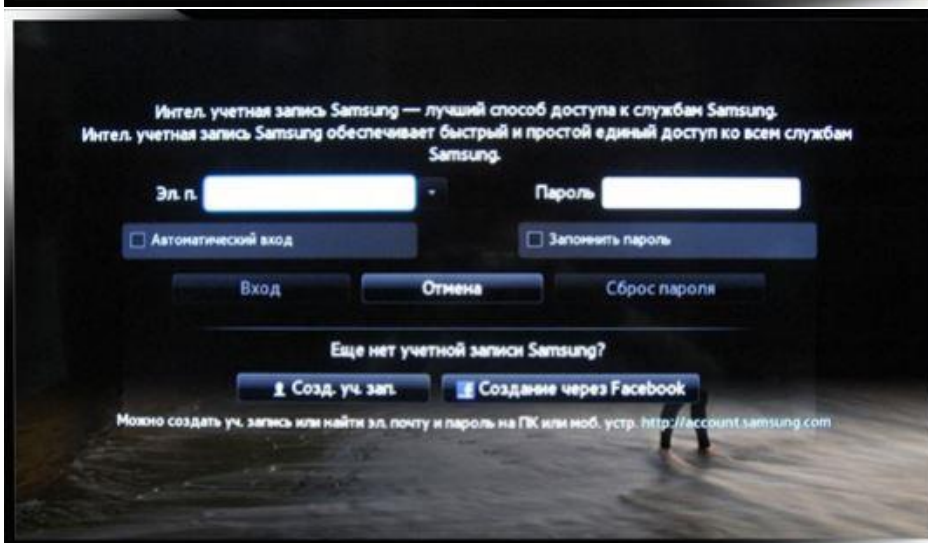 Интел. учетная запись Samsung — лучший способ доступа к службам Samsung.
Интел. учетная запись Samsung обеспечивает быстрый и простой единый доступ ко всем службам
Samsung.
Эл. п. Пароль
Автоматический вход Запомнить пароль
Вход Отмена Сброс пароля
Еще нет учетной записи Samsung?
Созд. уч. зап. Создание через Facebook
Можно создать уч. запись или найти эл. почту и пароль на ПК или моб. устр. http://account.samsung.com